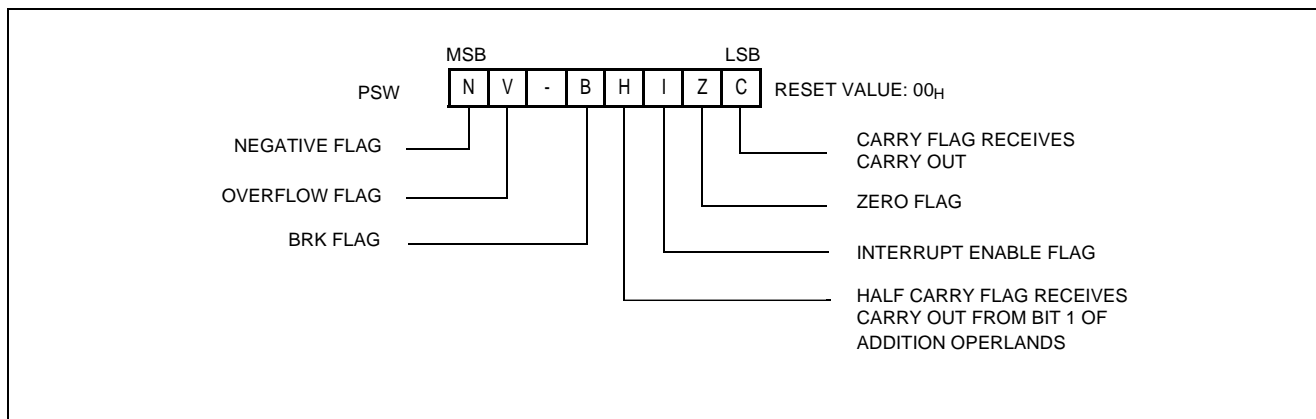 MSB LSB
PSW N V - B H I Z C RESET VALUE: 00H
NEGATIVE FLAG
OVERFLOW FLAG
BRK FLAG
CARRY FLAG RECEIVES
CARRY OUT
ZERO FLAG
INTERRUPT ENABLE FLAG
HALF CARRY FLAG RECEIVES
CARRY OUT FROM BIT 1 OF
ADDITION OPERLANDS